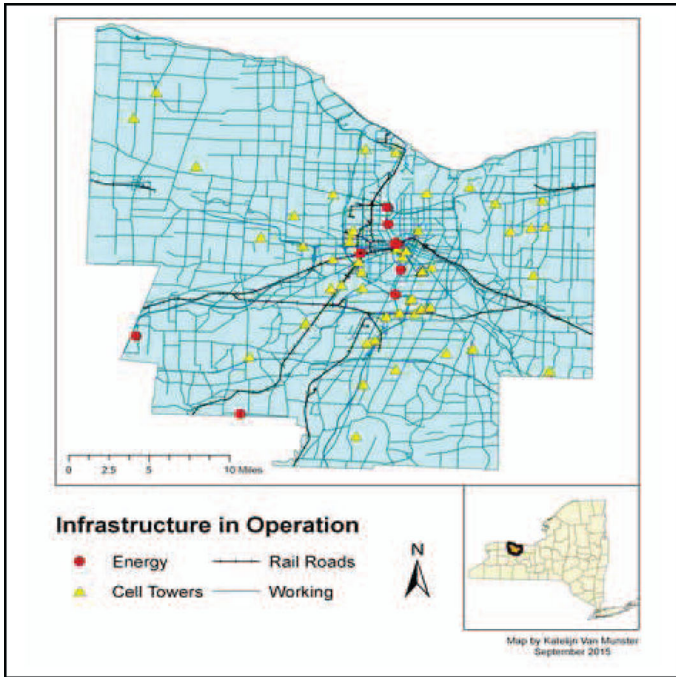 0 2.5 5 10 Miles
Infrastructure in Operation
Energy Rail Roads
Cell Towers Working
N
Map by Katelijn Van Munster
September 2015